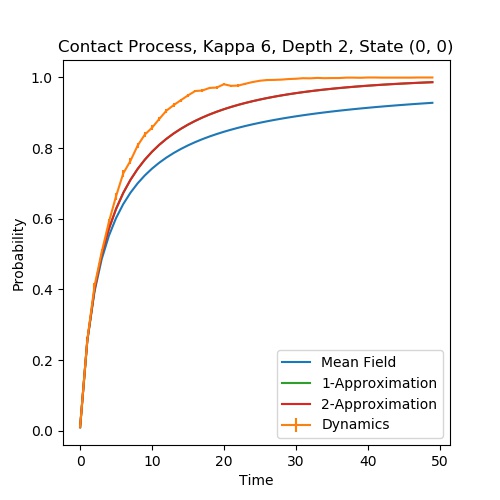 Contact Process, Kappa 6, Depth 2, State (0, 0)
1.0
0.8
0.6
0.4
0.2
0.0
Probability
0 10 20 30 40 50
Time
Mean Field
1-Approximation
2-Approximation
Dynamics